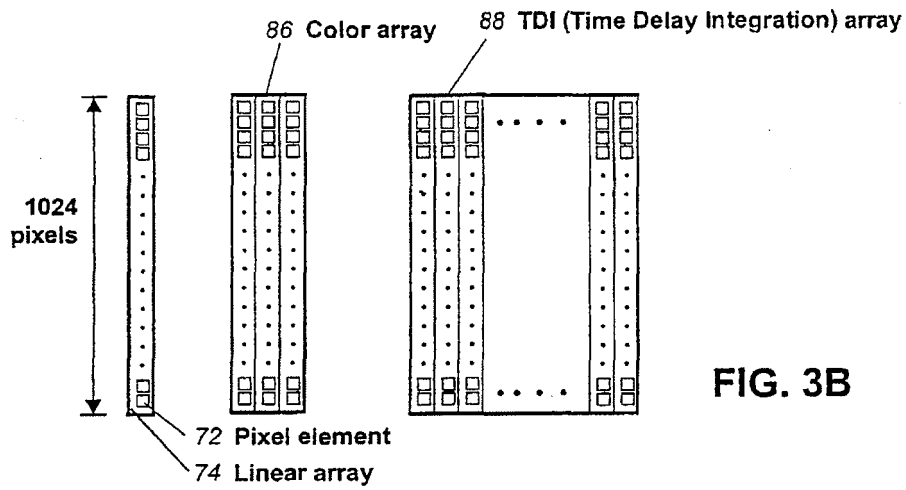 86 Color array
88 TDI (Time Delay Integration) array
1024
pixels
FIG. 3B
72 Pixel element
74 Linear array